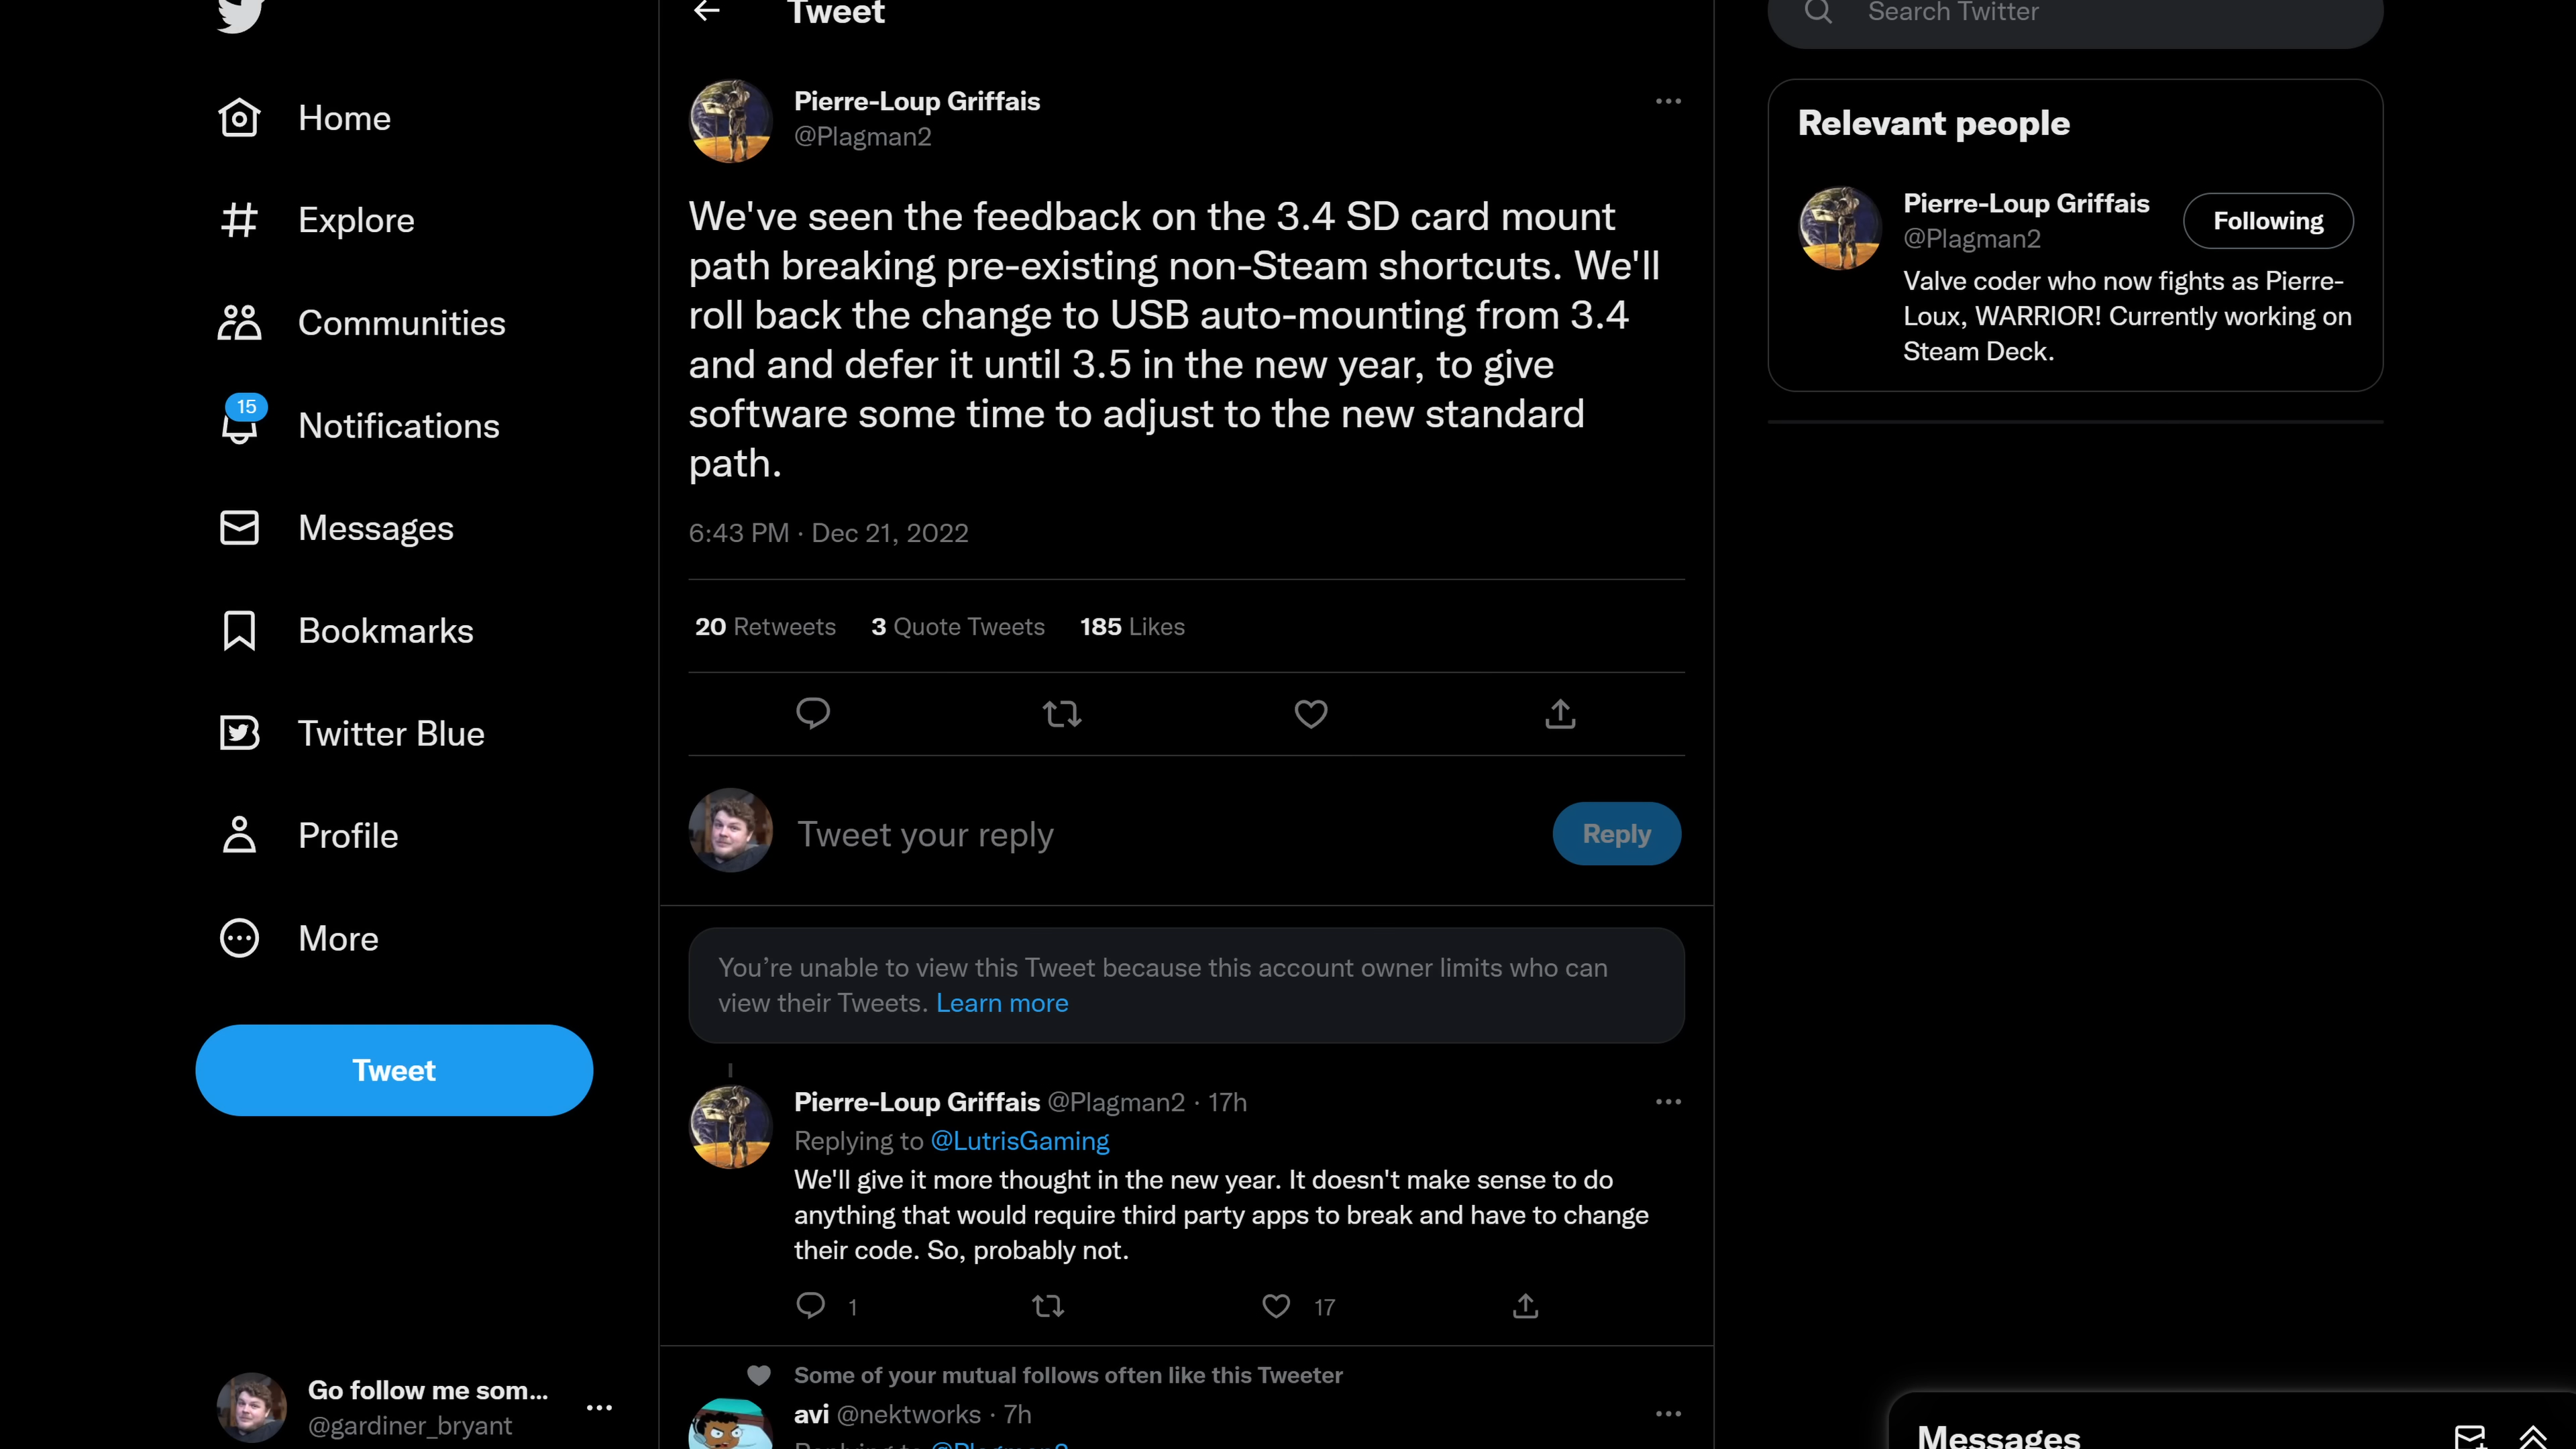 Tweet
Search Twitter
Home
Explore
Communities
15
Notifications
Messages
Bookmarks
Twitter Blue
Profile
More
Tweet
Go follow me som...
@gardiner_bryant
Pierre-Loup Griffais
@Plagman2
We've seen the feedback on the 3.4 SD card mount
path breaking pre-existing non-Steam shortcuts. We'll
roll back the change to USB auto-mounting from 3.4
and and defer it until 3.5 in the new year, to give
software some time to adjust to the new standard
path.
6:43 PM · Dec 21, 2022
20 Retweets 3 Quote Tweets 185 Likes
Tweet your reply
Reply
You’re unable to view this Tweet because this account owner limits who can
view their Tweets. Learn more
Pierre-Loup Griffais @Plagman2 · 17h
Replying to @LutrisGaming
We'll give it more thought in the new year. It doesn't make sense to do
anything that would require third party apps to break and have to change
their code. So, probably not.
1
17
Some of your mutual follows often like this Tweeter
avi @nektworks · 7h
Replying to @Plagman2
Relevant people
Pierre-Loup Griffais
@Plagman2
Following
Valve coder who now fights as Pierre-
Loux, WARRIOR! Currently working on
Steam Deck.
Messages